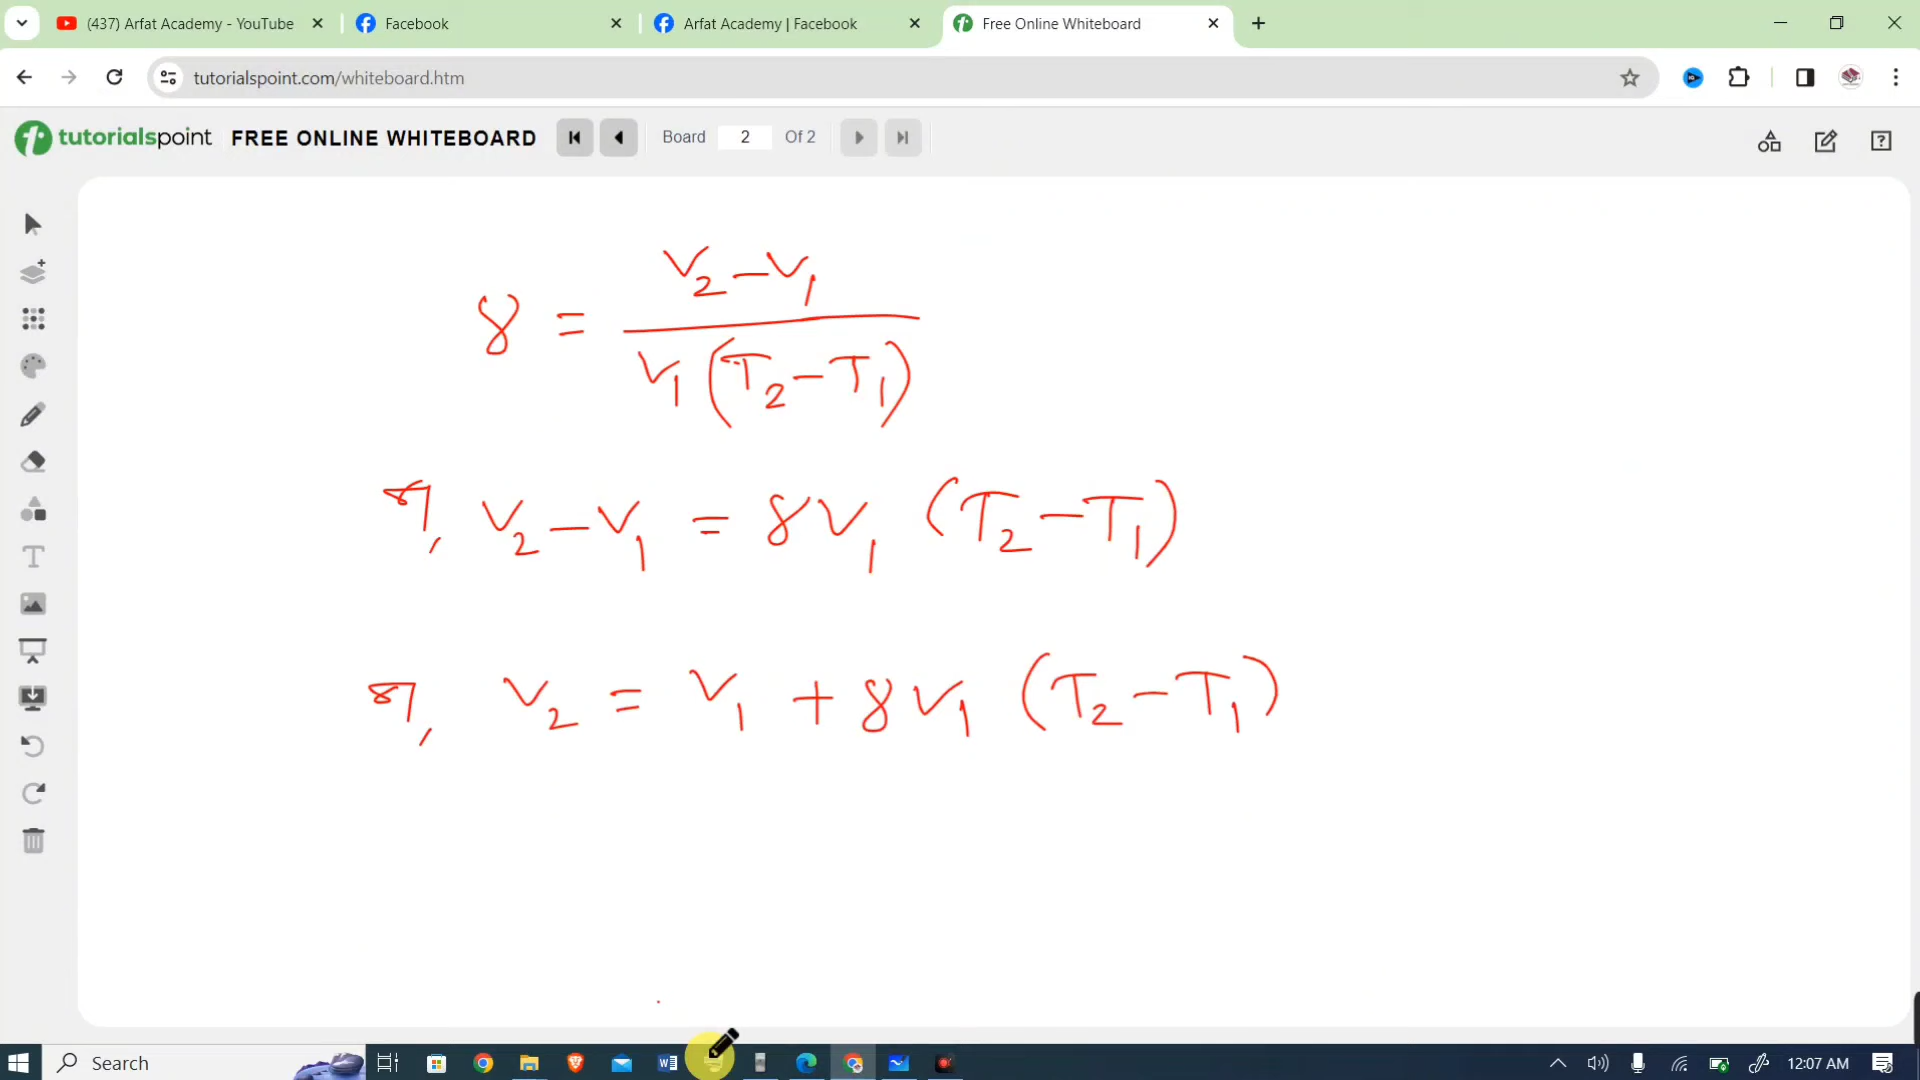 (437) Arfat Academy - YouTube
Facebook
Arfat Academy | Facebook
Free Online Whiteboard
tutorialspoint.com/whiteboard.htm
tutorialspoint FREE ONLINE WHITEBOARD Board 2 Of 2
γ = (V₂ − V₁) / (V₁ (T₂ − T₁))
বা, V₂ − V₁ = γV₁ (T₂ − T₁)
বা, V₂ = V₁ + γV₁ (T₂ − T₁)
Search
12:07 AM